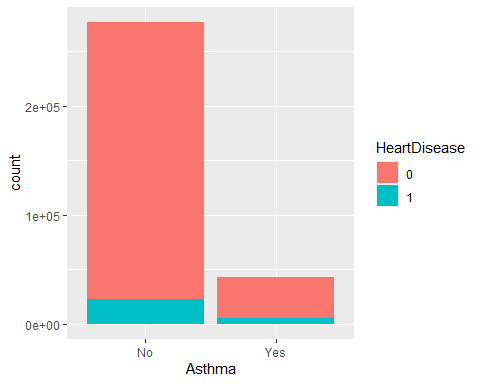 2e+05
1e+05
0e+00
count
No Yes
Asthma
HeartDisease
0
1